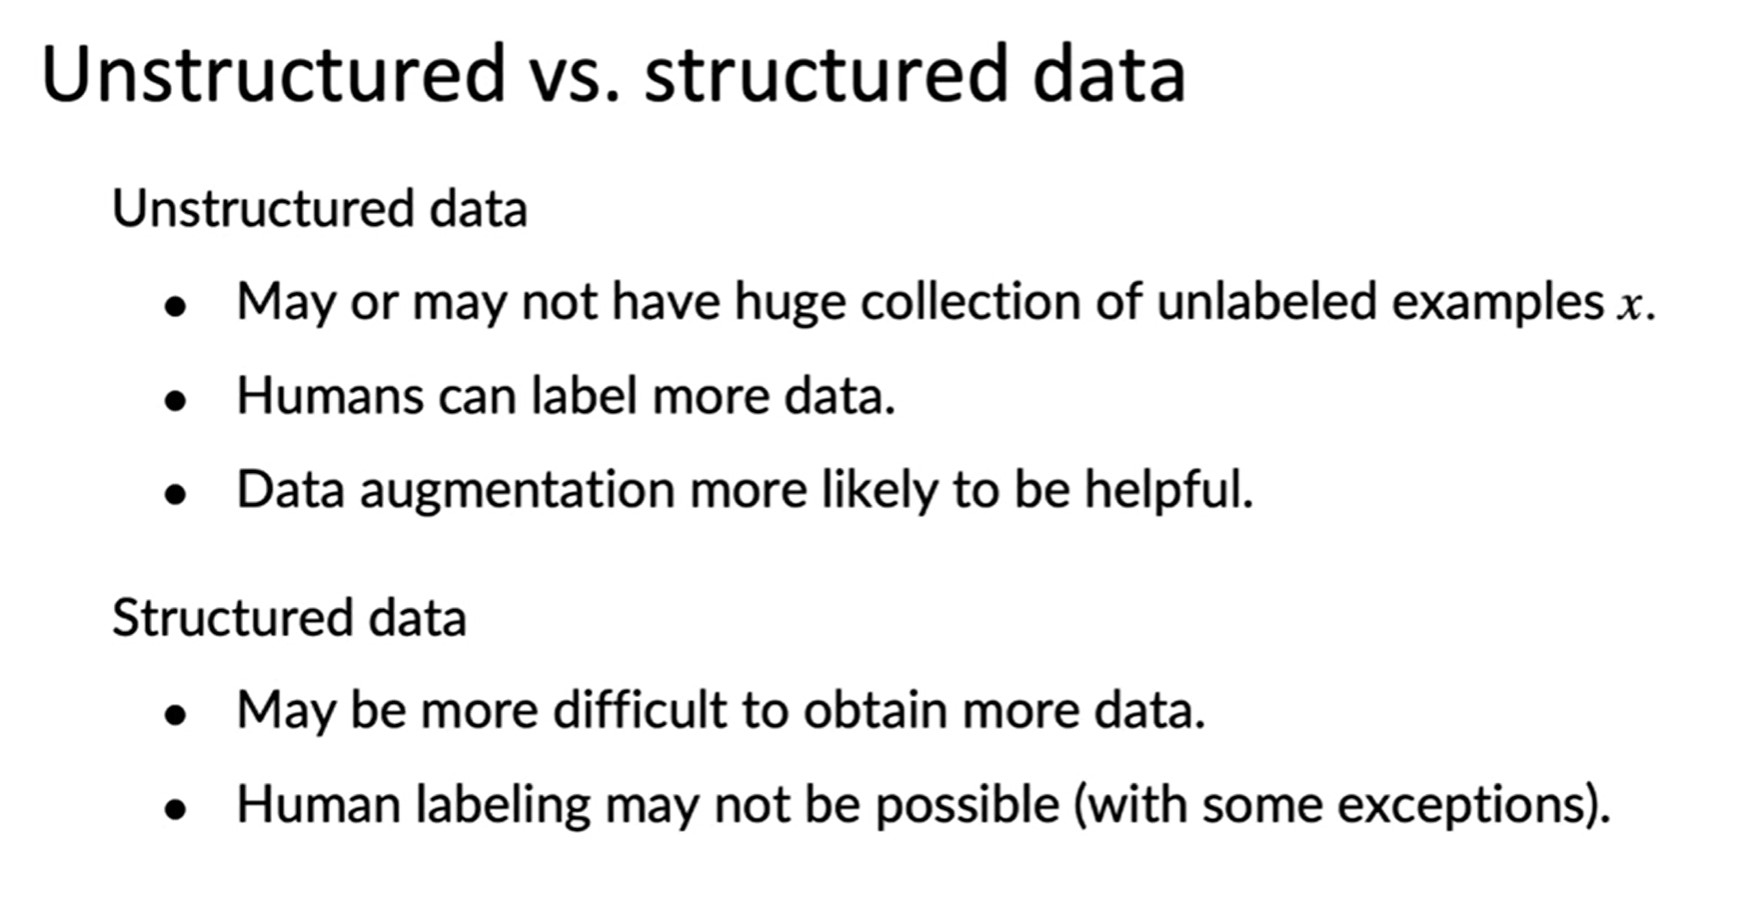 Unstructured vs. structured data
Unstructured data
• May or may not have huge collection of unlabeled examples x.
• Humans can label more data.
• Data augmentation more likely to be helpful.
Structured data
• May be more difficult to obtain more data.
• Human labeling may not be possible (with some exceptions).